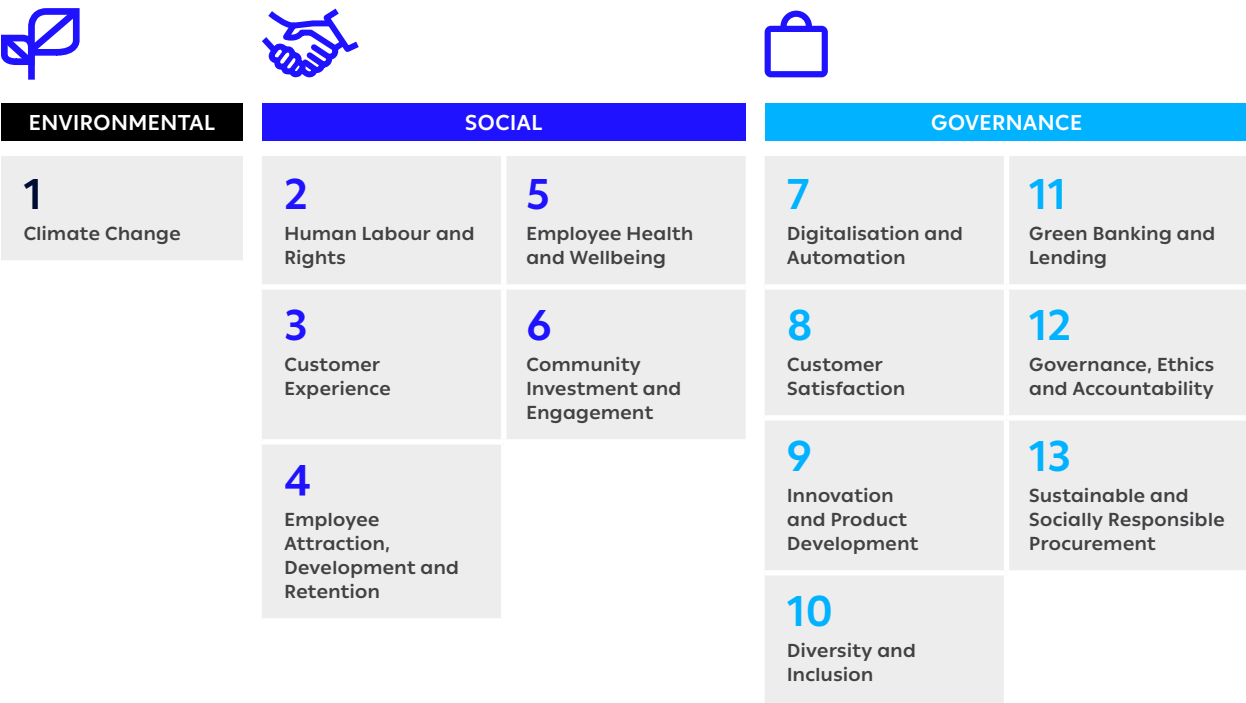 ENVIRONMENTAL
1
Climate Change
SOCIAL
2
Human Labour and
Rights
3
Customer
Experience
4
Employee
Attraction,
Development and
Retention
5
Employee Health
and Wellbeing
6
Community
Investment and
Engagement
GOVERNANCE
7
Digitalisation and
Automation
8
Customer
Satisfaction
9
Innovation
and Product
Development
10
Diversity and
Inclusion
11
Green Banking and
Lending
12
Governance, Ethics
and Accountability
13
Sustainable and
Socially Responsible
Procurement